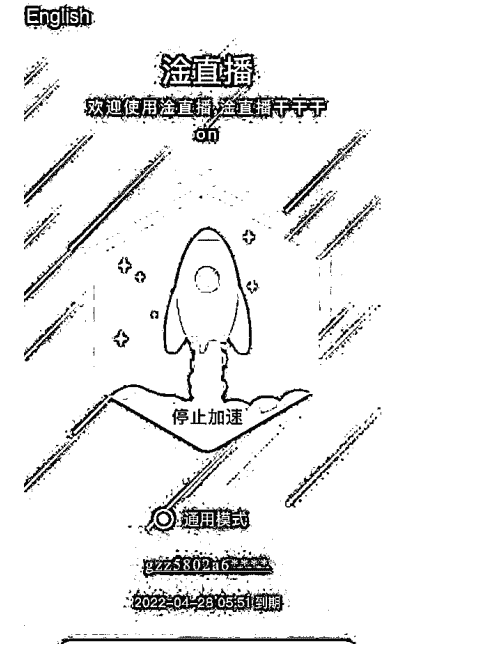 English
淦直播
欢迎使用淦直播,淦直播干干干
on
停止加速
通用模式
gzz5802a6****
2022-04-28 05:51 到期